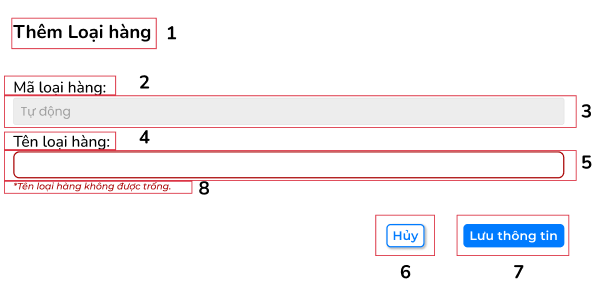 Thêm Loại hàng 1
Mã loại hàng: 2
Tự động 3
Tên loại hàng: 4
5
*Tên loại hàng không được trống. 8
Hủy Lưu thông tin
6 7